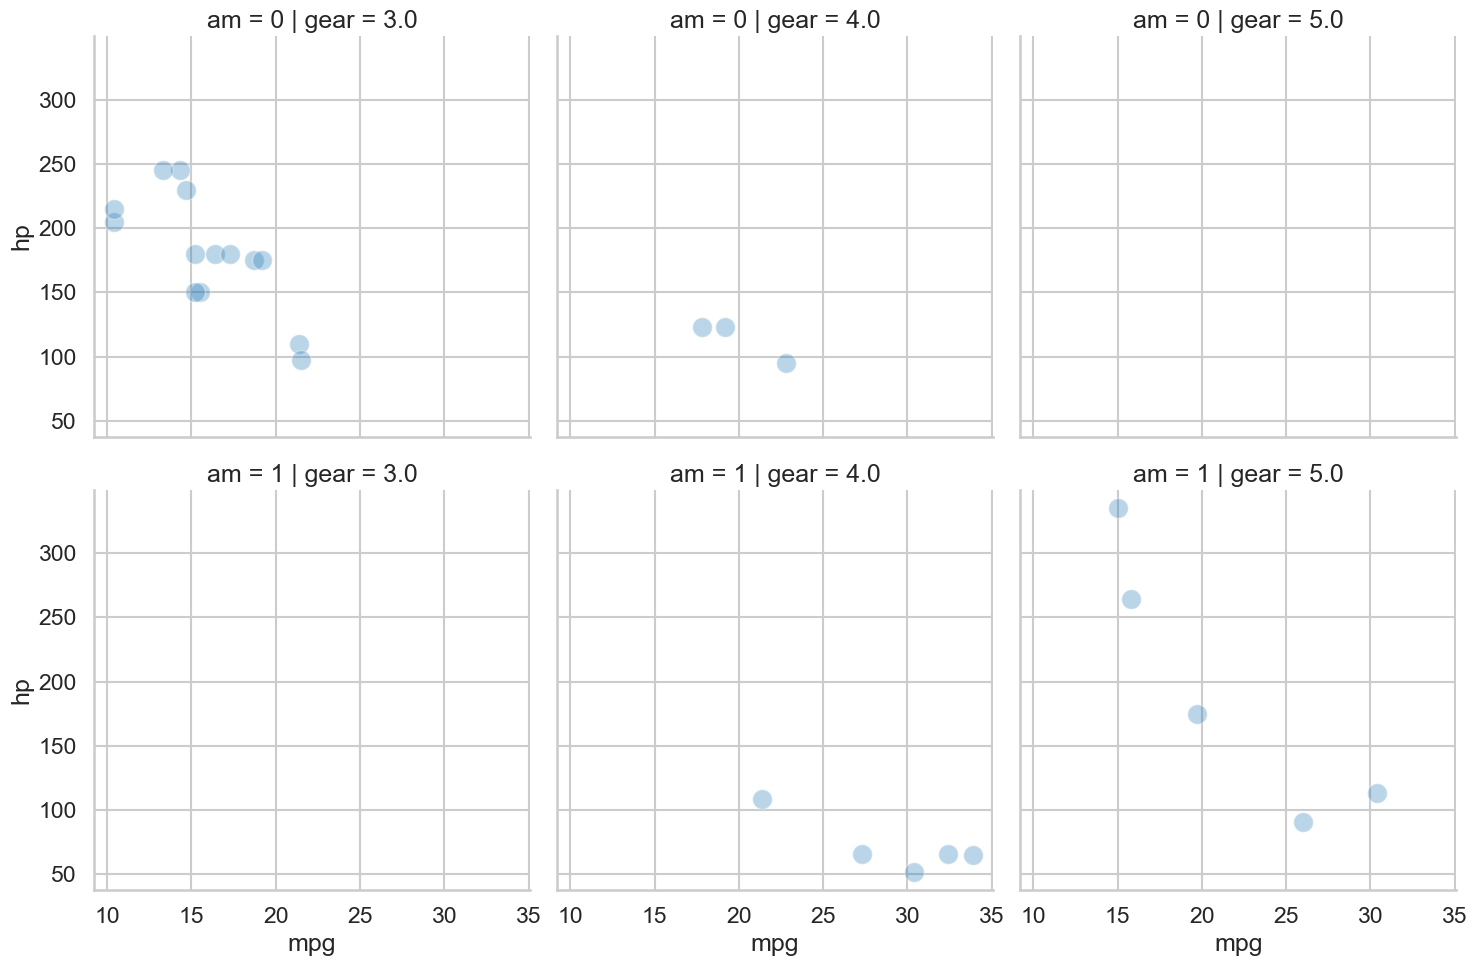 am = 0 | gear = 3.0
am = 0 | gear = 4.0
am = 0 | gear = 5.0
300
250
200
150
100
50
hp
am = 1 | gear = 3.0
am = 1 | gear = 4.0
am = 1 | gear = 5.0
300
250
200
150
100
50
hp
10 15 20 25 30 35
10 15 20 25 30 35
10 15 20 25 30 35
mpg
mpg
mpg